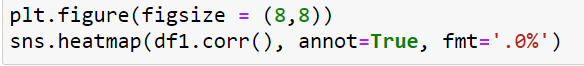 plt.figure(figsize = (8,8))
sns.heatmap(df1.corr(), annot=True, fmt='.0%')